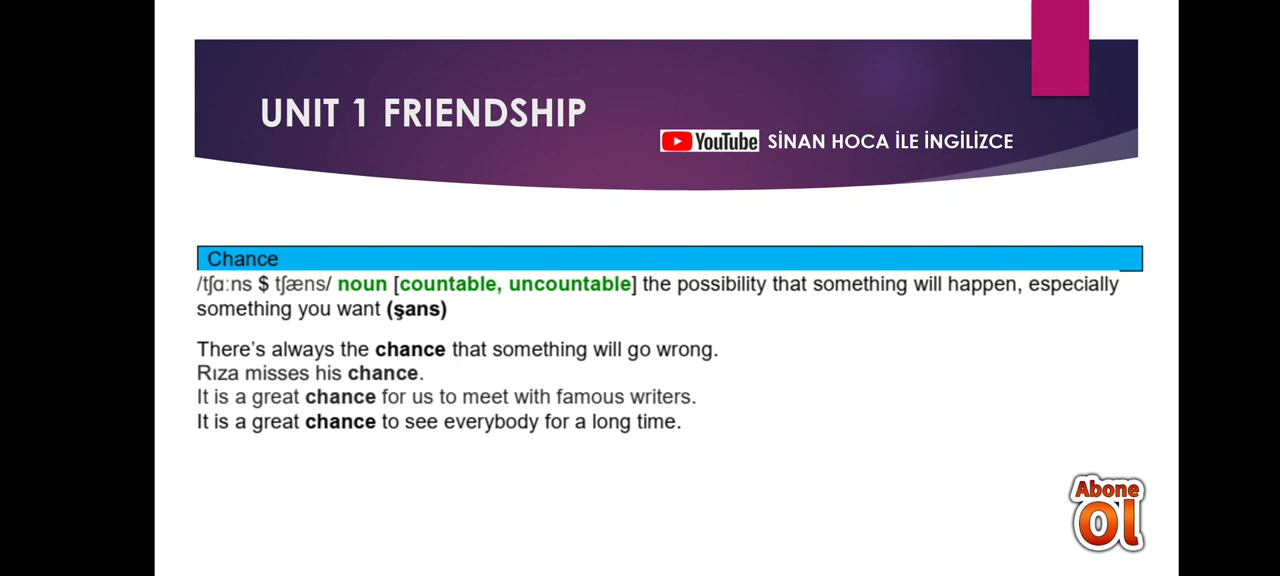 UNIT 1 FRIENDSHIP
YouTube SİNAN HOCA İLE İNGİLİZCE
Chance
/tʃɑːns $ tʃæns/ noun [countable, uncountable] the possibility that something will happen, especially
something you want (şans)
There’s always the chance that something will go wrong.
Rıza misses his chance.
It is a great chance for us to meet with famous writers.
It is a great chance to see everybody for a long time.
Abone
Ol